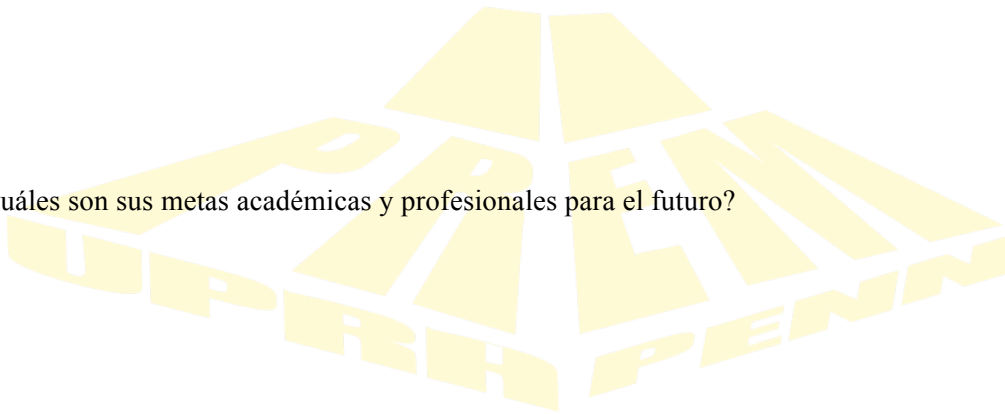 uáles son sus metas académicas y profesionales para el futuro?
PREM
UPRH PENN